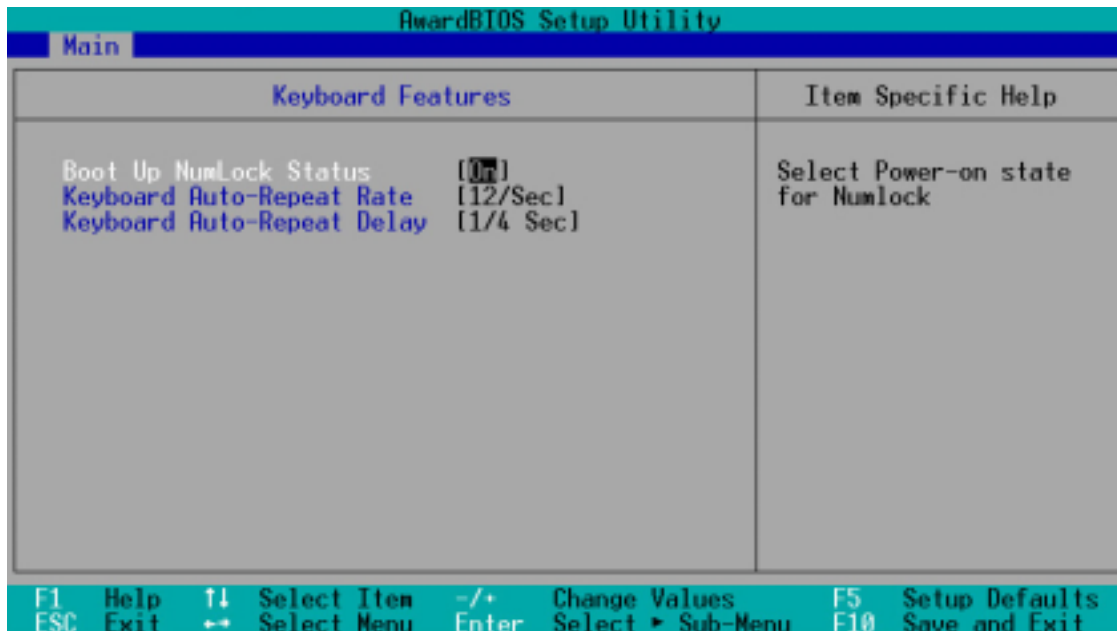 AwardBIOS Setup Utility
Main
Keyboard Features
Item Specific Help
Boot Up NumLock Status [On]
Keyboard Auto-Repeat Rate [12/Sec]
Keyboard Auto-Repeat Delay [1/4 Sec]
Select Power-on state
for Numlock
F1 Help ↑↓ Select Item -/+ Change Values F5 Setup Defaults
ESC Exit ←→ Select Menu Enter Select ► Sub-Menu F10 Save and Exit